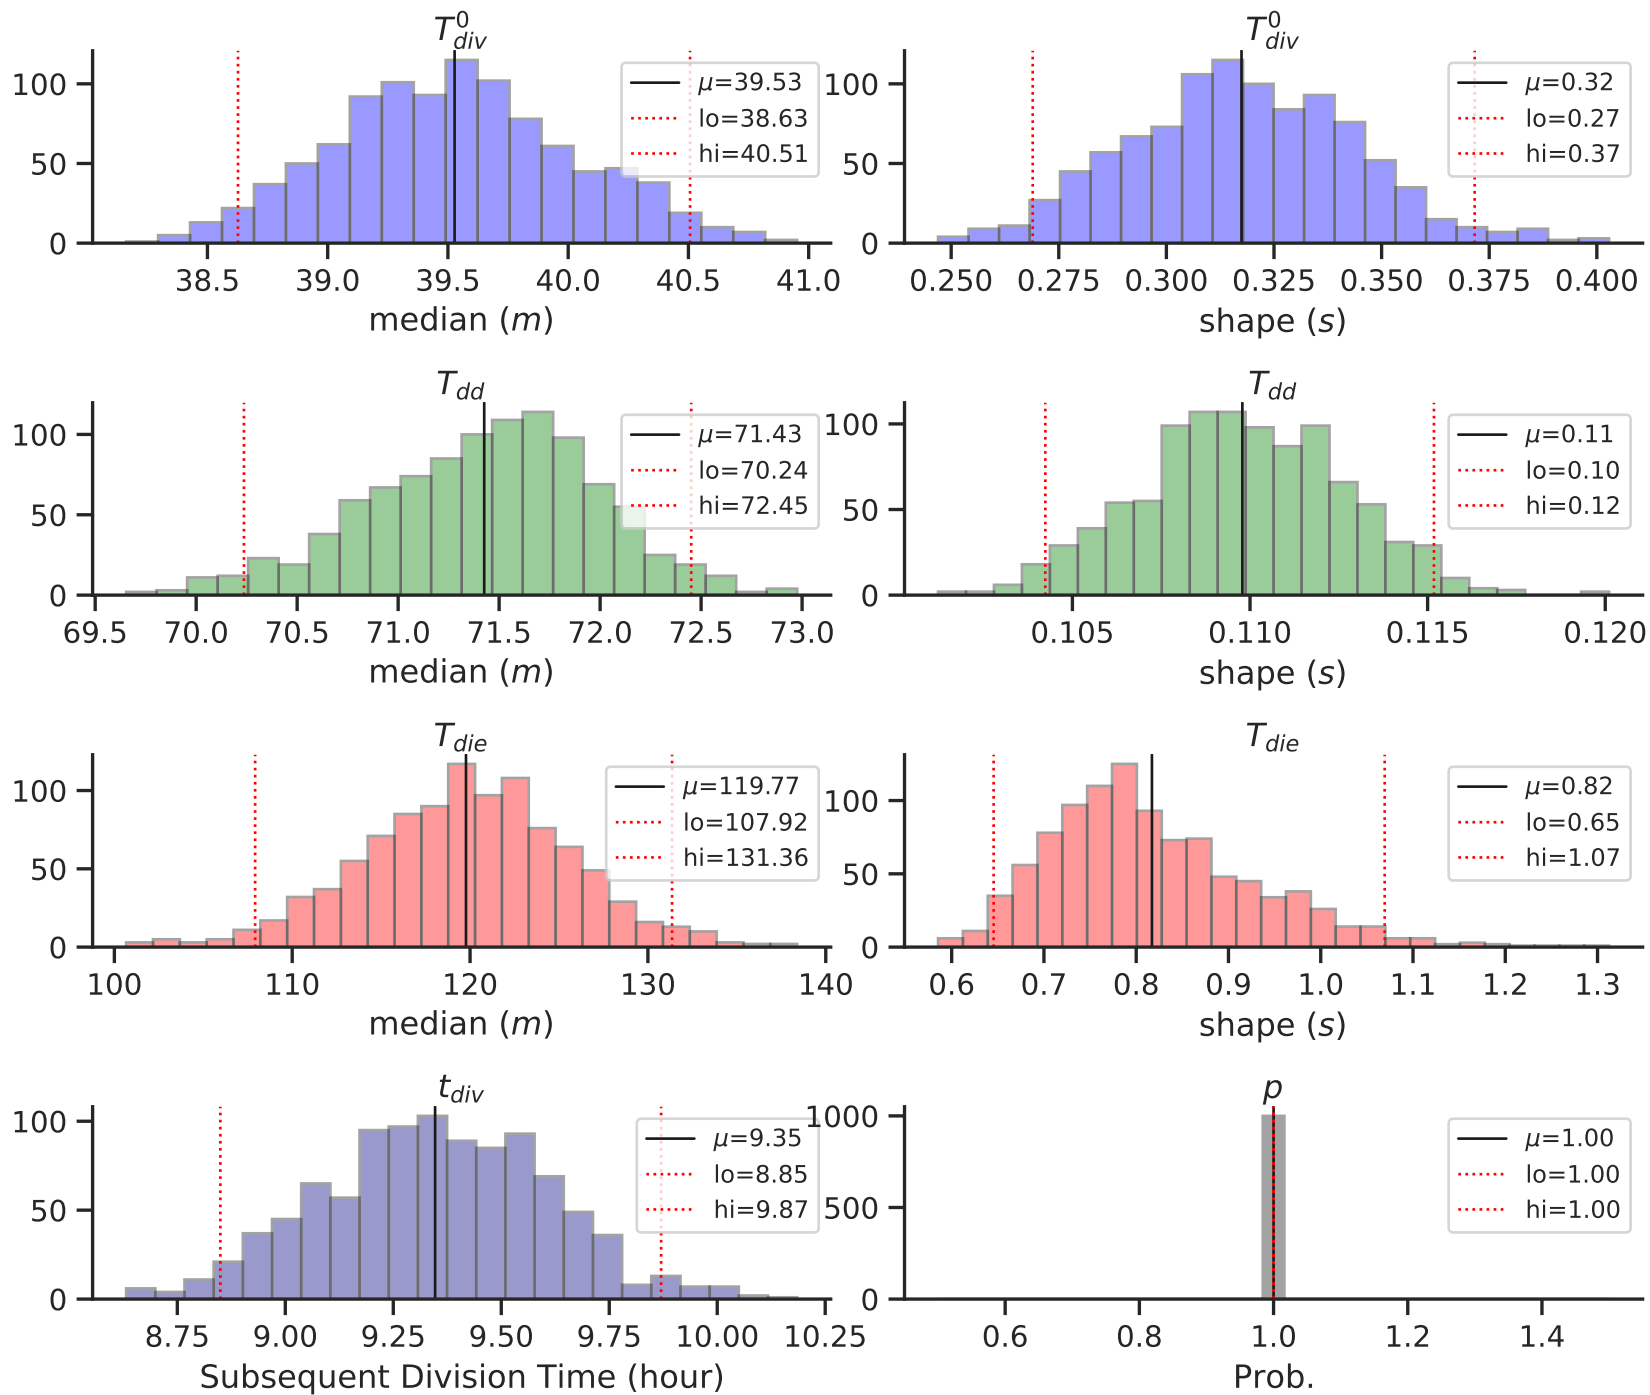 T⁰div
100
50
0
μ=39.53
lo=38.63
hi=40.51
38.5 39.0 39.5 40.0 40.5 41.0
median (m)
T⁰div
100
50
0
μ=0.32
lo=0.27
hi=0.37
0.250 0.275 0.300 0.325 0.350 0.375 0.400
shape (s)
Tdd
100
50
0
μ=71.43
lo=70.24
hi=72.45
69.5 70.0 70.5 71.0 71.5 72.0 72.5 73.0
median (m)
Tdd
100
50
0
μ=0.11
lo=0.10
hi=0.12
0.105 0.110 0.115 0.120
shape (s)
Tdie
100
50
0
μ=119.77
lo=107.92
hi=131.36
100 110 120 130 140
median (m)
Tdie
100
50
0
μ=0.82
lo=0.65
hi=1.07
0.6 0.7 0.8 0.9 1.0 1.1 1.2 1.3
shape (s)
tdiv
100
50
0
μ=9.35
lo=8.85
hi=9.87
8.75 9.00 9.25 9.50 9.75 10.00 10.25
Subsequent Division Time (hour)
p
1000
500
0
μ=1.00
lo=1.00
hi=1.00
0.6 0.8 1.0 1.2 1.4
Prob.